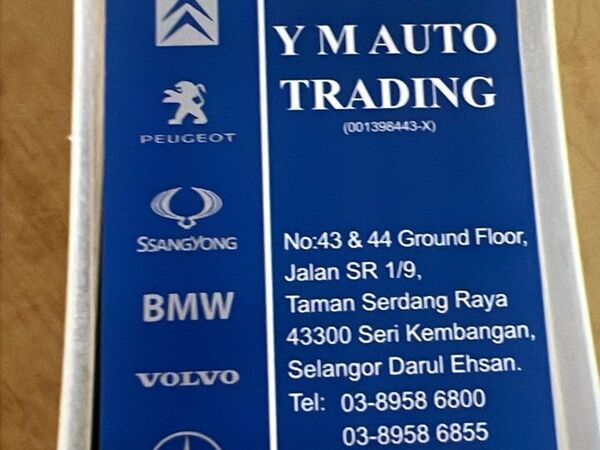 Y M AUTO
TRADING
(001396443-X)
PEUGEOT
SSANGYONG
BMW
VOLVO
No:43 & 44 Ground Floor,
Jalan SR 1/9,
Taman Serdang Raya
43300 Seri Kembangan,
Selangor Darul Ehsan.
Tel: 03-8958 6800
03-8958 6855